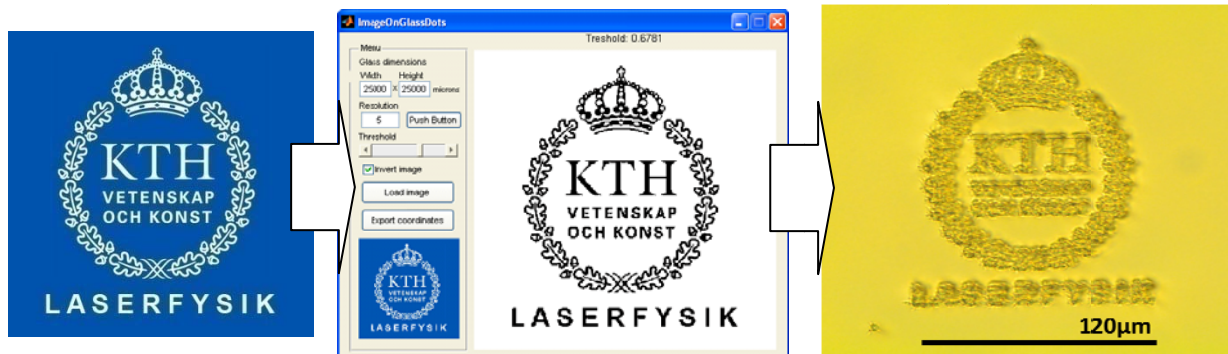 KTH
VETENSKAP
OCH KONST
LASERFYSIK
ImageOnGlassDots
Treshold: 0.6781
Menu
Glass dimensions
Width Height
25000 X 25000 microns
Resolution
5 Push Button
Threshold
Invert image
Load image
Export coordinates
KTH
VETENSKAP
OCH KONST
LASERFYSIK
KTH
VETENSKAP
OCH KONST
LASERFYSIK
KTH
LASERFYSIK
120µm